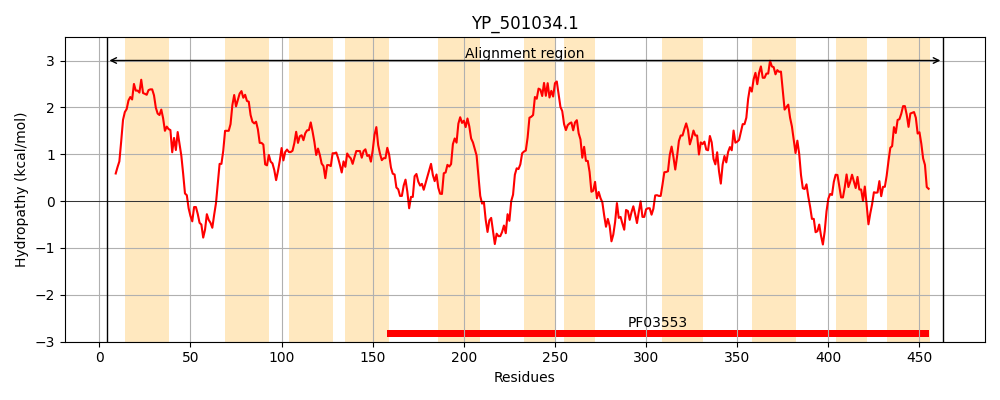 YP_501034.1
Alignment region
Hydropathy (kcal/mol)
3
2
1
0
−1
−2
−3
PF03553
0 50 100 150 200 250 300 350 400 450
Residues